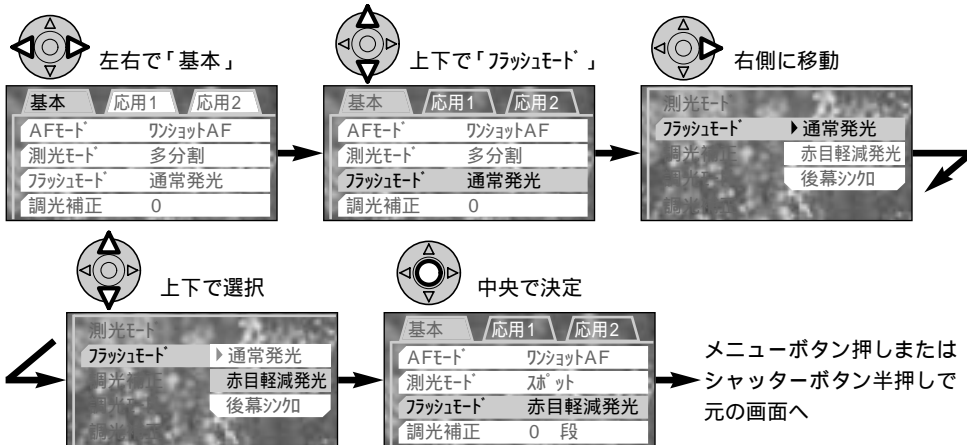 左右で「基本」
基本 応用1 応用2
AFﾓｰﾄﾞ ﾜﾝｼｮｯﾄAF
測光ﾓｰﾄﾞ 多分割
ﾌﾗｯｼｭﾓｰﾄﾞ 通常発光
調光補正 0
上下で「ﾌﾗｯｼｭﾓｰﾄﾞ」
基本 応用1 応用2
AFﾓｰﾄﾞ ﾜﾝｼｮｯﾄAF
測光ﾓｰﾄﾞ 多分割
ﾌﾗｯｼｭﾓｰﾄﾞ 通常発光
調光補正 0
右側に移動
測光ﾓｰﾄﾞ
ﾌﾗｯｼｭﾓｰﾄﾞ 通常発光
赤目軽減発光
後幕ｼﾝｸﾛ
上下で選択
測光ﾓｰﾄﾞ
ﾌﾗｯｼｭﾓｰﾄﾞ 通常発光
赤目軽減発光
後幕ｼﾝｸﾛ
中央で決定
基本 応用1 応用2
AFﾓｰﾄﾞ ﾜﾝｼｮｯﾄAF
測光ﾓｰﾄﾞ ｽﾎﾟｯﾄ
ﾌﾗｯｼｭﾓｰﾄﾞ 赤目軽減発光
調光補正 0 段
メニューボタン押しまたは
シャッターボタン半押しで
元の画面へ